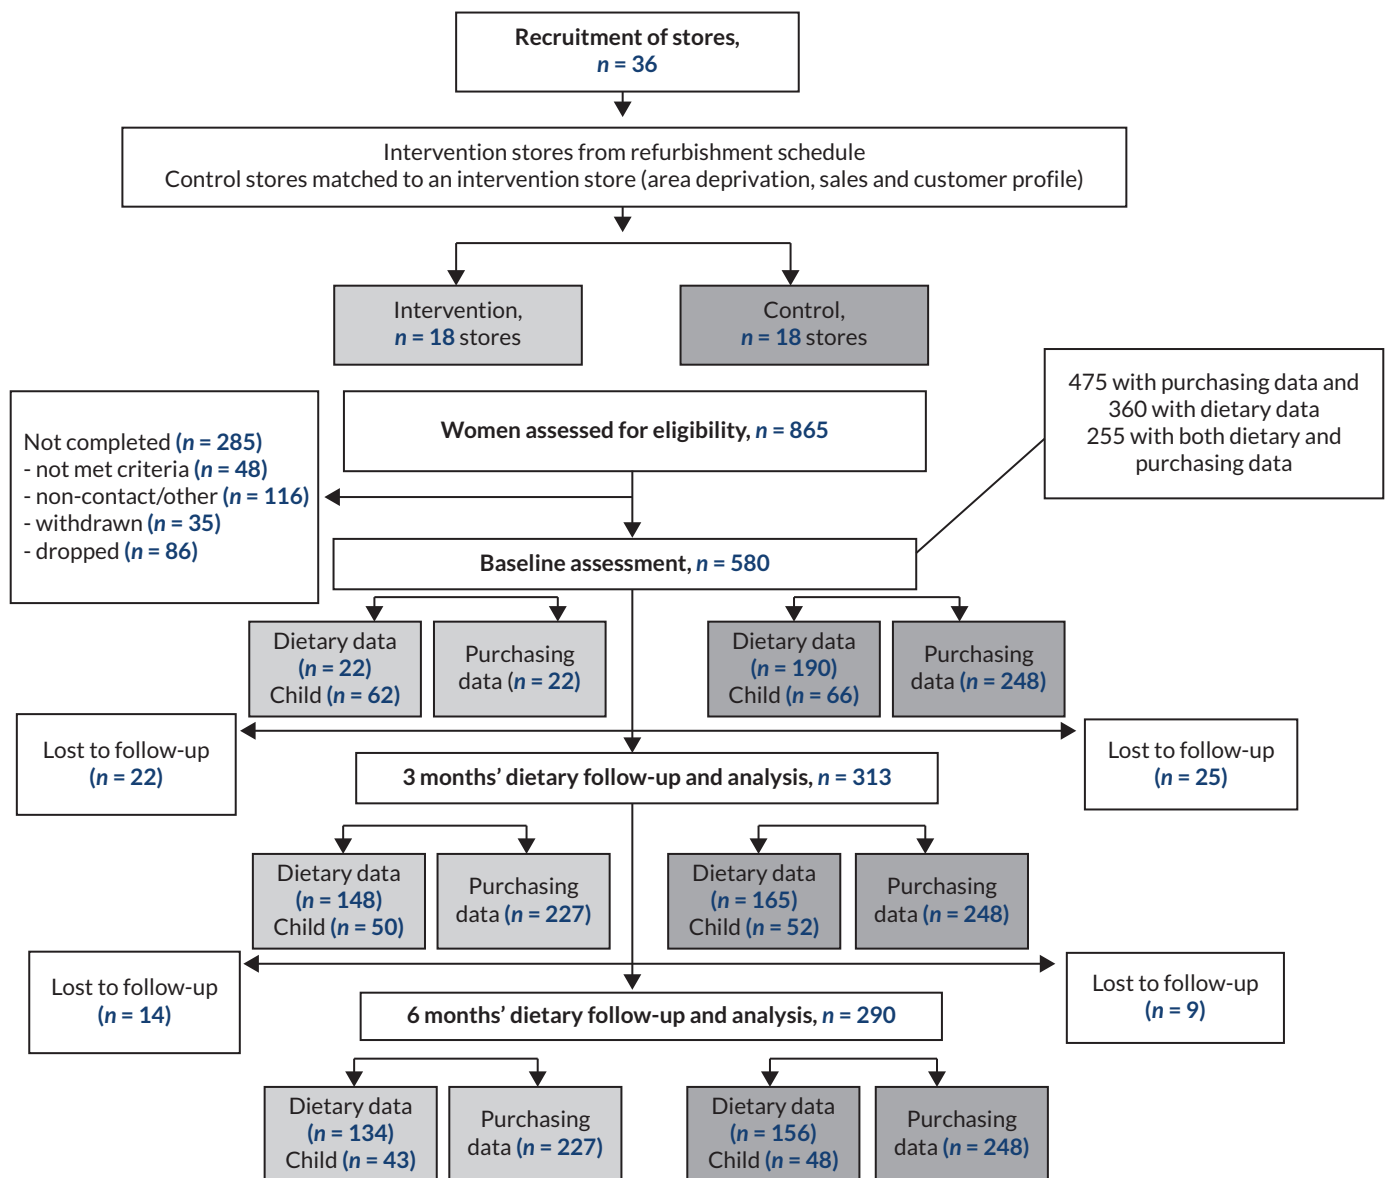 Recruitment of stores,
n = 36
Intervention stores from refurbishment schedule
Control stores matched to an intervention store (area deprivation, sales and customer profile)
Intervention,
n = 18 stores
Control,
n = 18 stores
475 with purchasing data and
360 with dietary data
255 with both dietary and
purchasing data
Women assessed for eligibility, n = 865
Not completed (n = 285)
- not met criteria (n = 48)
- non-contact/other (n = 116)
- withdrawn (n = 35)
- dropped (n = 86)
Baseline assessment, n = 580
Dietary data
(n = 22)
Child (n = 62)
Purchasing
data (n = 22)
Dietary data
(n = 190)
Child (n = 66)
Purchasing
data (n = 248)
Lost to follow-up
(n = 22)
Lost to follow-up
(n = 25)
3 months’ dietary follow-up and analysis, n = 313
Dietary data
(n = 148)
Child (n = 50)
Purchasing
data (n = 227)
Dietary data
(n = 165)
Child (n = 52)
Purchasing
data (n = 248)
Lost to follow-up
(n = 14)
Lost to follow-up
(n = 9)
6 months’ dietary follow-up and analysis, n = 290
Dietary data
(n = 134)
Child (n = 43)
Purchasing
data (n = 227)
Dietary data
(n = 156)
Child (n = 48)
Purchasing
data (n = 248)